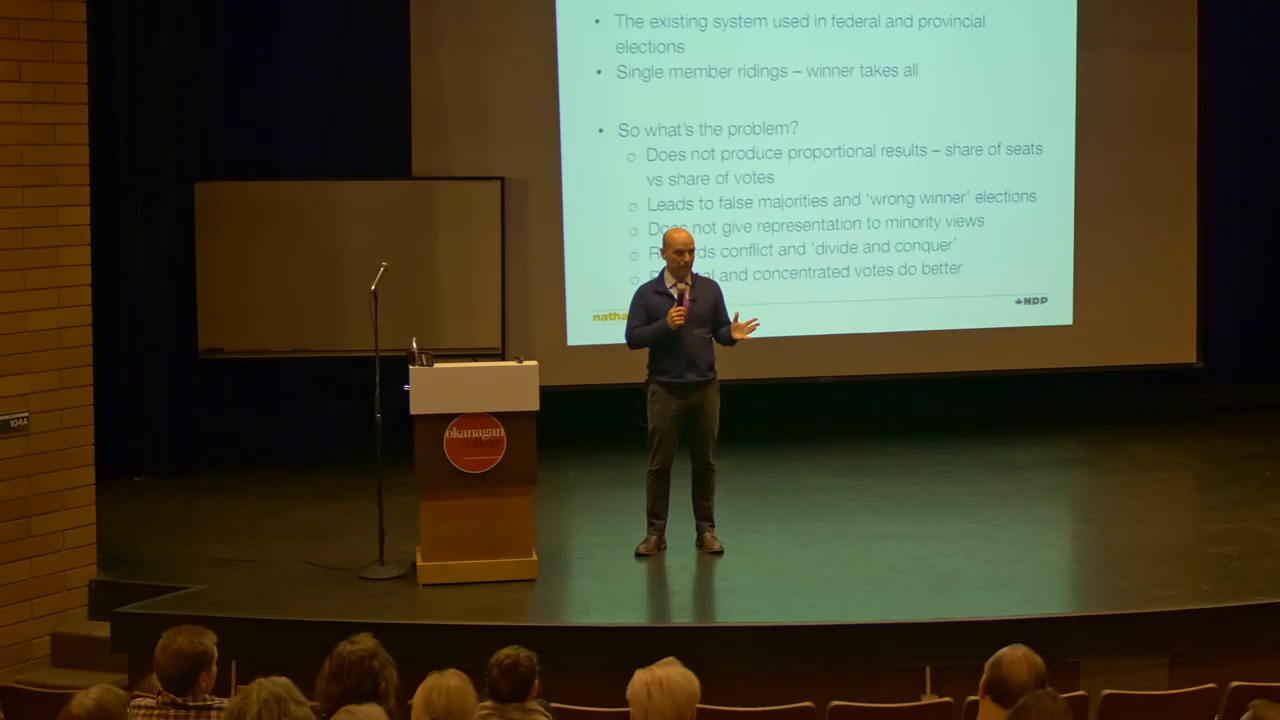 • The existing system used in federal and provincial
elections
• Single member ridings – winner takes all
• So what's the problem?
○ Does not produce proportional results – share of seats
vs share of votes
○ Leads to false majorities and 'wrong winner' elections
○ Does not give representation to minority views
○ conflict and 'divide and conquer'
○ and concentrated votes do better
NDP
okanagan
college
104A